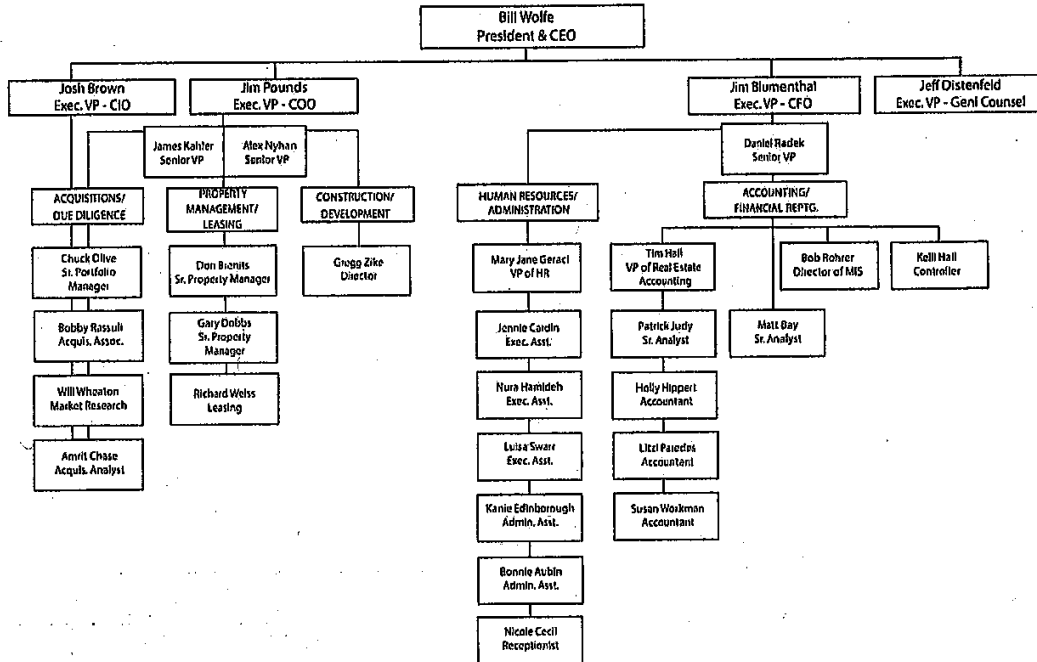 Bill Wolfe
President & CEO
Josh Brown
Exec. VP - CIO
Jim Pounds
Exec. VP - COO
Jim Blumenthal
Exec. VP - CFO
Jeff Distenfeld
Exec. VP - Genl Counsel
James Kahler
Senior VP
Alex Nyhan
Senior VP
Daniel Radek
Senior VP
ACQUISITIONS/
DUE DILIGENCE
PROPERTY
MANAGEMENT/
LEASING
CONSTRUCTION/
DEVELOPMENT
HUMAN RESOURCES/
ADMINISTRATION
ACCOUNTING/
FINANCIAL REPTG.
Chuck Olive
Sr. Portfolio
Manager
Don Brenits
Sr. Property Manager
Gregg Zike
Director
Mary Jane Geraci
VP of HR
Tim Hall
VP of Real Estate
Accounting
Bob Rohrer
Director of MIS
Kelli Hall
Controller
Bobby Rassuli
Acquis. Assoc.
Gary Dobbs
Sr. Property
Manager
Jennie Cardin
Exec. Asst.
Patrick Judy
Sr. Analyst
Matt Bay
Sr. Analyst
Will Wheaton
Market Research
Richard Weiss
Leasing
Nura Hamideh
Exec. Asst.
Holly Hippert
Accountant
Amrit Chase
Acquis. Analyst
Luisa Swarr
Exec. Asst.
Litzi Paredes
Accountant
Kanie Edinborough
Admin. Asst.
Susan Workman
Accountant
Bonnie Aubin
Admin. Asst.
Nicole Cecil
Receptionist